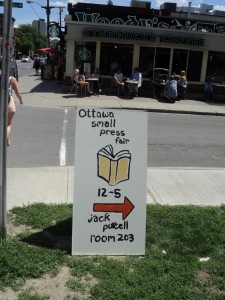 Ottawa
small
press
fair
12-5
jack
purcell
room 203